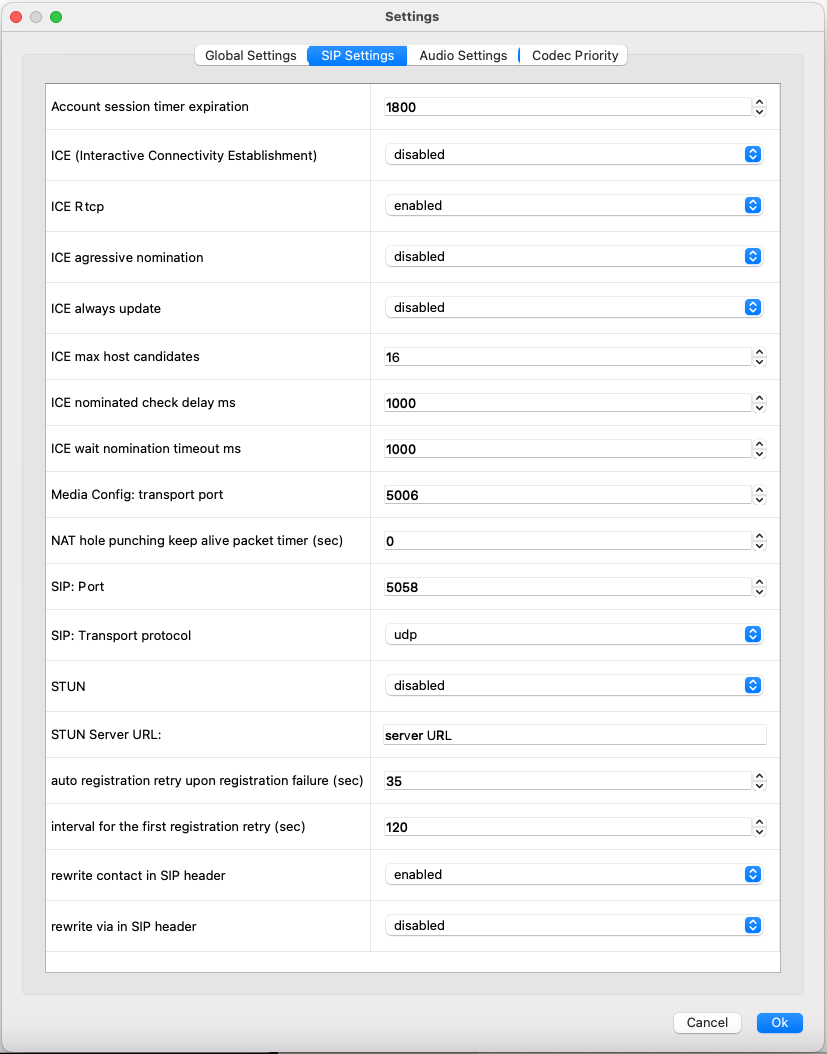 Settings
Global Settings SIP Settings Audio Settings Codec Priority
Account session timer expiration 1800
ICE (Interactive Connectivity Establishment) disabled
ICE Rtcp enabled
ICE agressive nomination disabled
ICE always update disabled
ICE max host candidates 16
ICE nominated check delay ms 1000
ICE wait nomination timeout ms 1000
Media Config: transport port 5006
NAT hole punching keep alive packet timer (sec) 0
SIP: Port 5058
SIP: Transport protocol udp
STUN disabled
STUN Server URL: server URL
auto registration retry upon registration failure (sec) 35
interval for the first registration retry (sec) 120
rewrite contact in SIP header enabled
rewrite via in SIP header disabled
Cancel Ok